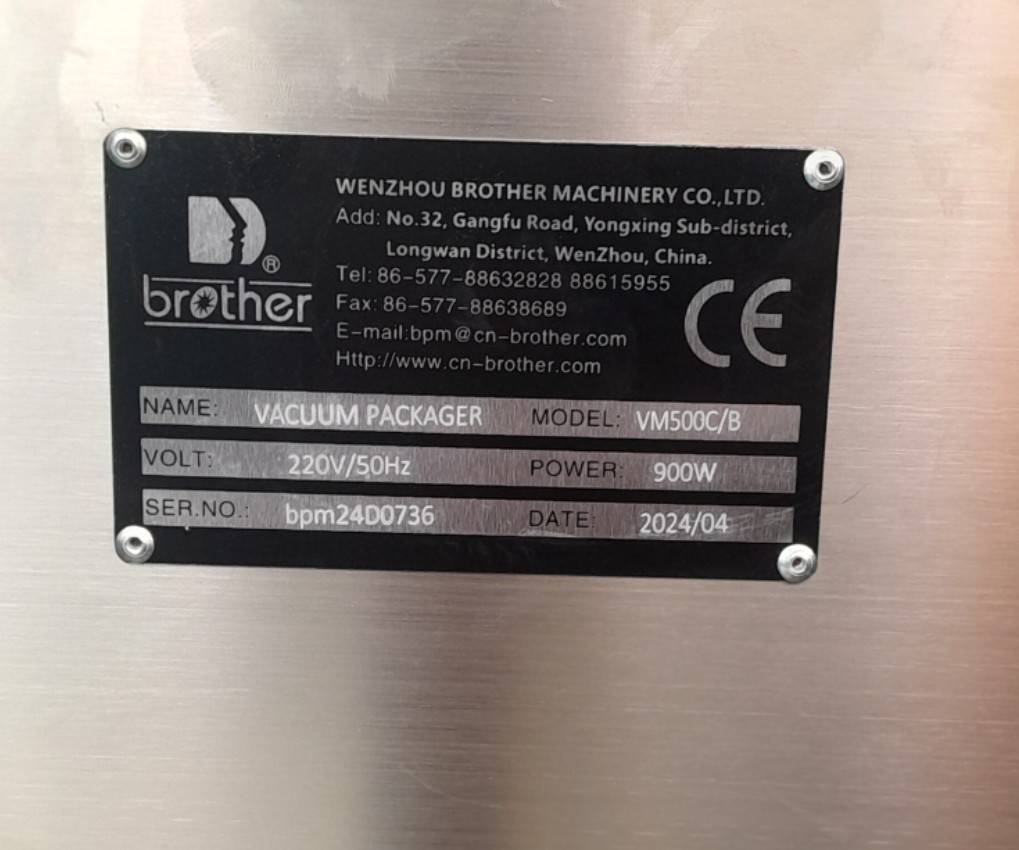 WENZHOU BROTHER MACHINERY CO.,LTD.
Add: No.32, Gangfu Road, Yongxing Sub-district,
Longwan District, WenZhou, China.
Tel: 86-577-88632828 88615955
Fax: 86-577-88638689
E-mail:bpm@cn-brother.com
Http://www.cn-brother.com
®
brother
CE
NAME: VACUUM PACKAGER MODEL: VM500C/B
VOLT: 220V/50Hz POWER: 900W
SER.NO.: bpm24D0736 DATE: 2024/04